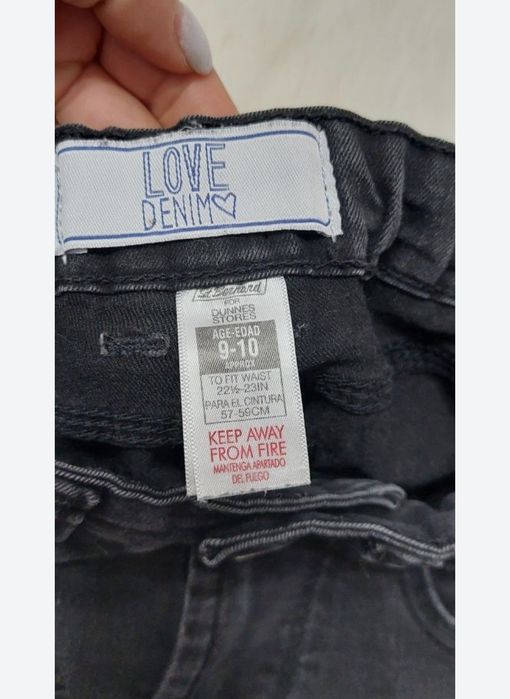 LOVE
DENIM
St. Bernard
FOR
DUNNES
STORES
AGE-EDAD
9-10
APPROX
TO FIT WAIST
22½-23IN
PARA EL CINTURA
57-59CM
KEEP AWAY
FROM FIRE
MANTENGA APARTADO
DEL FUEGO